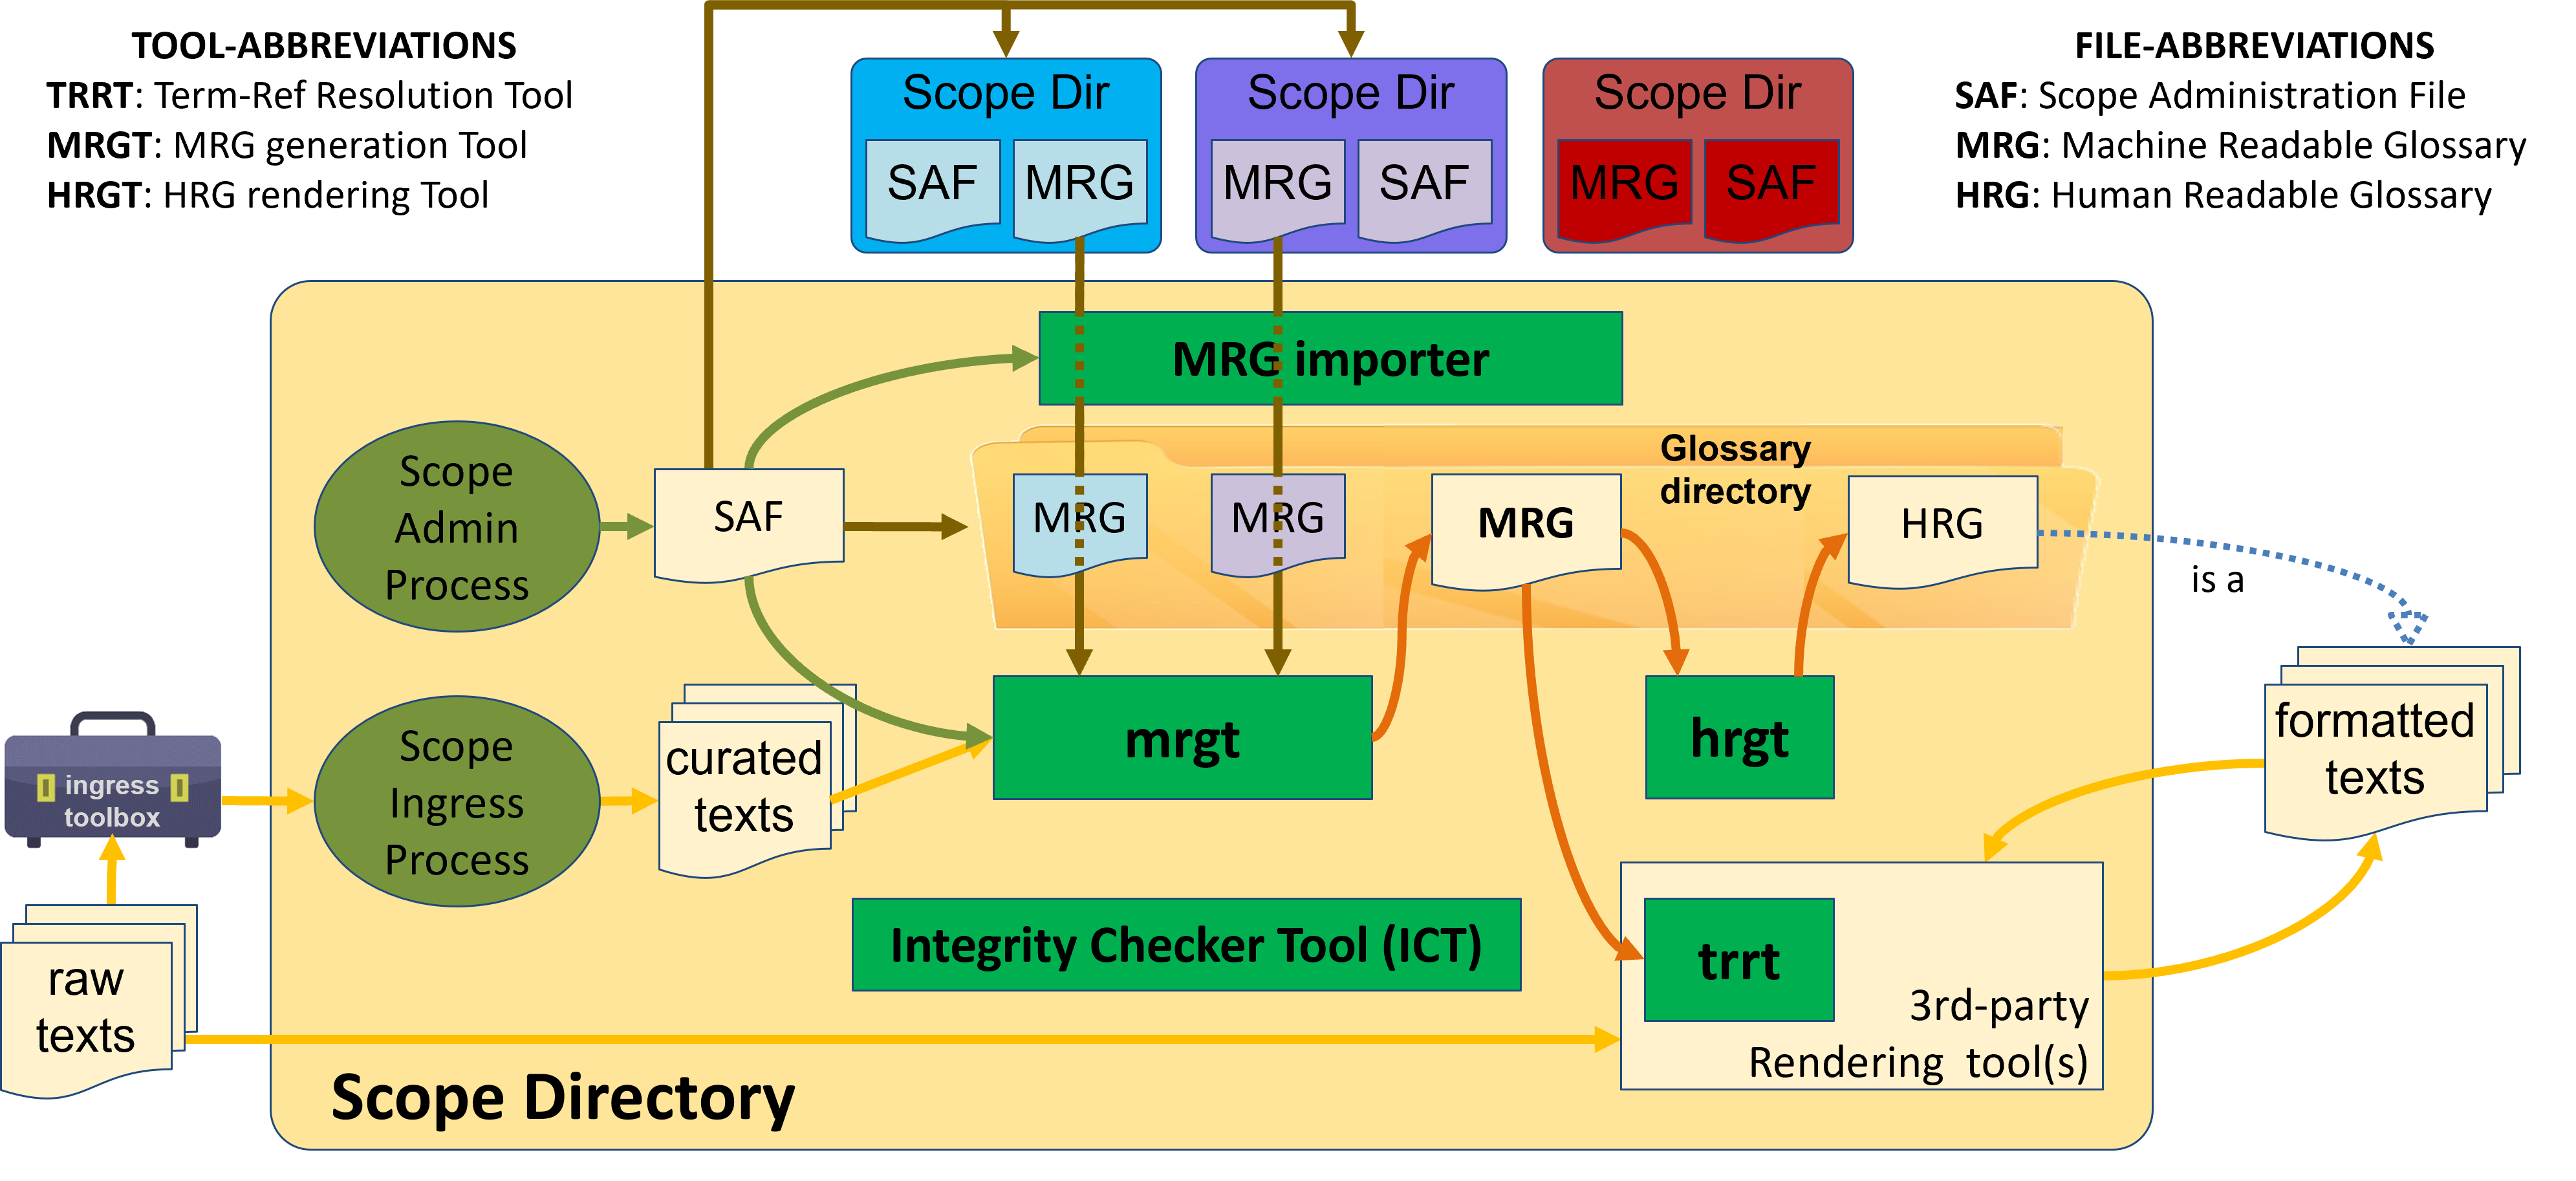 TOOL-ABBREVIATIONS
TRRT: Term-Ref Resolution Tool
MRGT: MRG generation Tool
HRGT: HRG rendering Tool
Scope Dir
SAF
MRG
Scope Dir
MRG
SAF
Scope Dir
MRG
SAF
FILE-ABBREVIATIONS
SAF: Scope Administration File
MRG: Machine Readable Glossary
HRG: Human Readable Glossary
MRG importer
Glossary
directory
Scope
Admin
Process
SAF
MRG
MRG
MRG
HRG
is a
ingress
toolbox
Scope
Ingress
Process
curated
texts
mrgt
hrgt
formatted
texts
raw
texts
Integrity Checker Tool (ICT)
trrt
3rd-party
Rendering tool(s)
Scope Directory